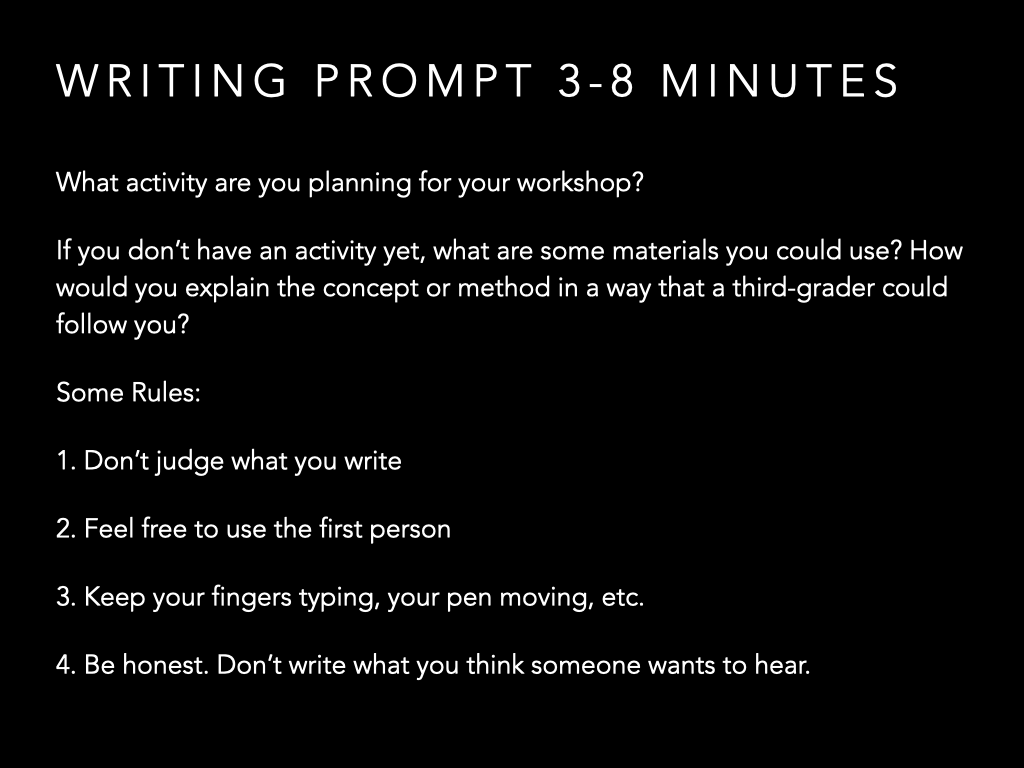 WRITING PROMPT 3-8 MINUTES
What activity are you planning for your workshop?
If you don’t have an activity yet, what are some materials you could use? How
would you explain the concept or method in a way that a third-grader could
follow you?
Some Rules:
1. Don’t judge what you write
2. Feel free to use the first person
3. Keep your fingers typing, your pen moving, etc.
4. Be honest. Don’t write what you think someone wants to hear.